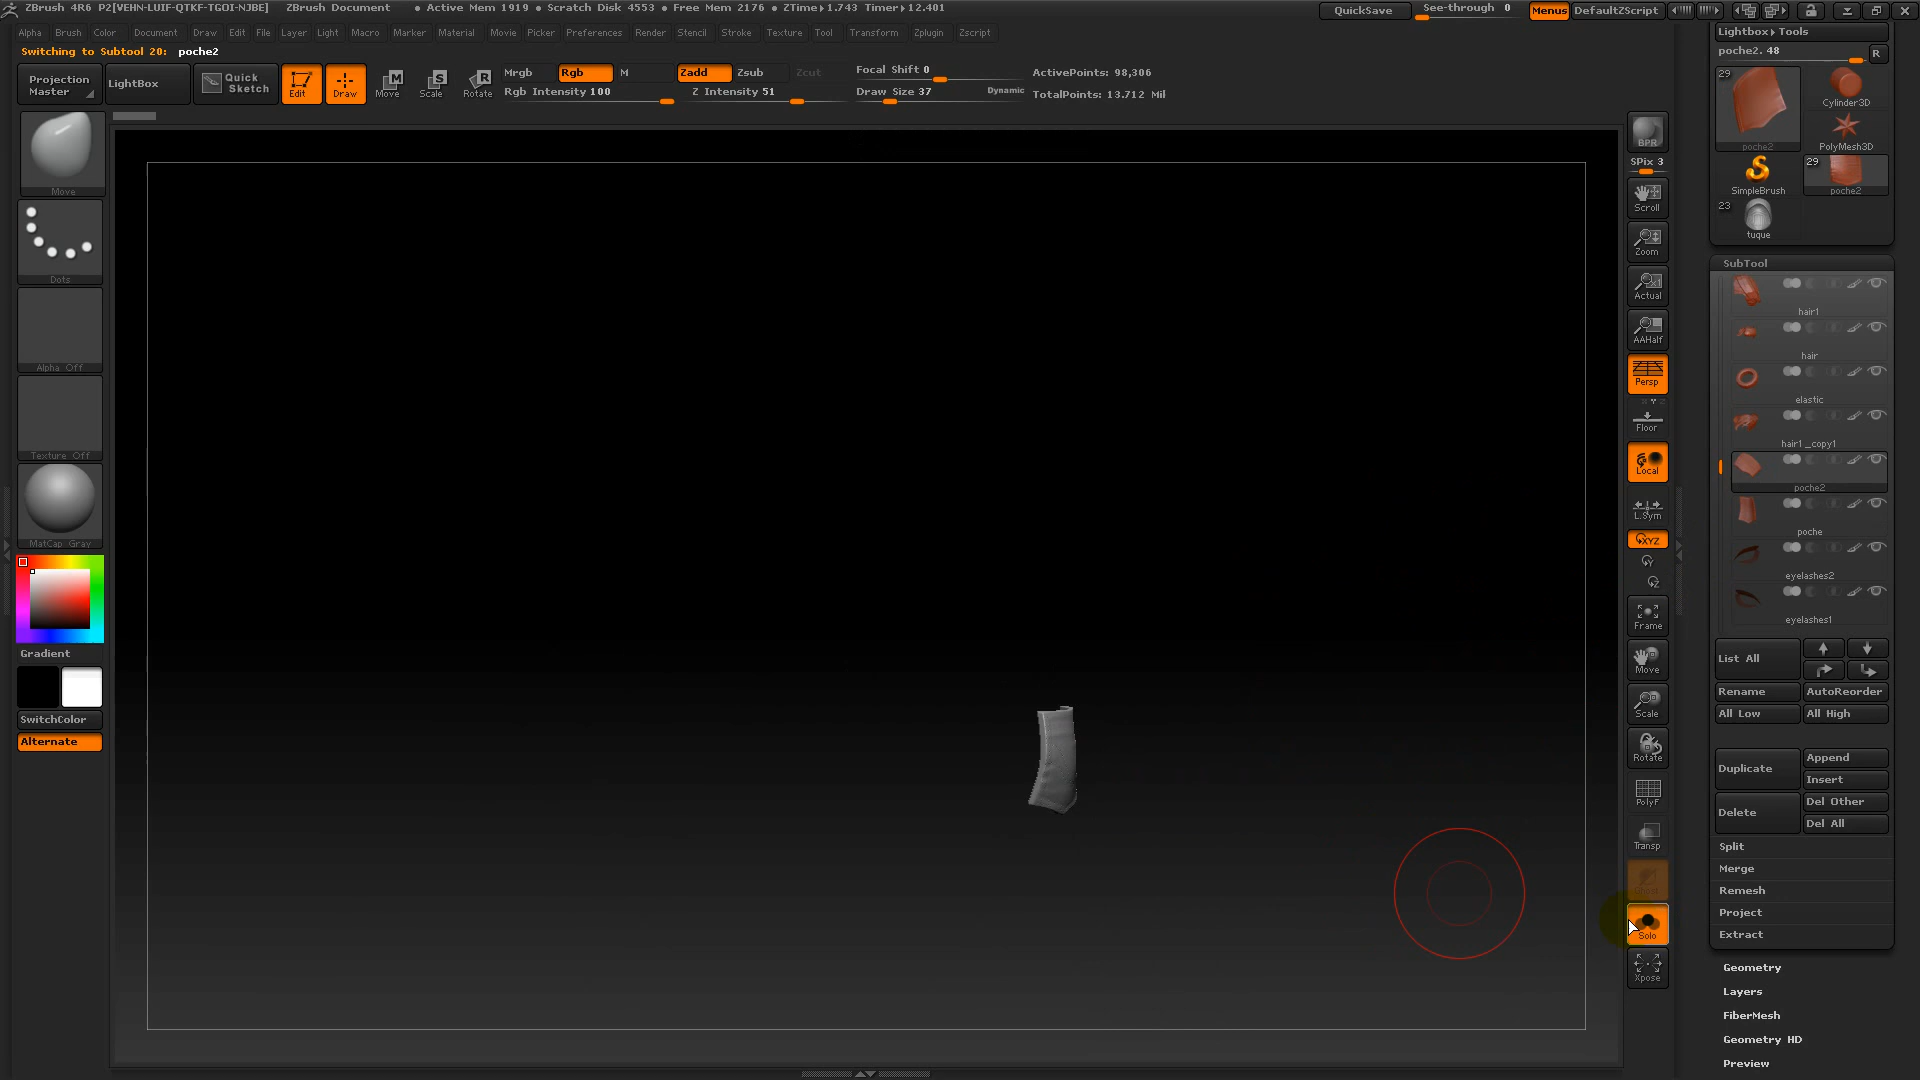 ZBrush 4R6 P2[VEHN-LUIF-QTKF-TGOI-NJBE] ZBrush Document • Active Mem 1919 • Scratch Disk 4553 • Free Mem 2176 • ZTime▸1.743 Timer▸12.401 QuickSave See-through 0 Menus DefaultZScript
Alpha Brush Color Document Draw Edit File Layer Light Macro Marker Material Movie Picker Preferences Render Stencil Stroke Texture Tool Transform Zplugin Zscript
Switching to Subtool 20: poche2
Projection Master
LightBox
Quick Sketch
Edit
Draw
Move
Scale
Rotate
Mrgb Rgb M
Rgb Intensity 100
Zadd Zsub Zcut
Z Intensity 51
Focal Shift 0
Draw Size 37 Dynamic
ActivePoints: 98,306
TotalPoints: 13.712 Mil
Move
Dots
Alpha Off
Texture Off
MatCap Gray
Gradient
SwitchColor
Alternate
BPR
SPix 3
Scroll
Zoom
Actual
AAHalf
Persp
Floor
Local
L.Sym
XYZ
Y
Z
Frame
Move
Scale
Rotate
PolyF
Transp
Ghost
Solo
Xpose
Lightbox▸Tools
poche2. 48 R
29
poche2
Cylinder3D
PolyMesh3D
SimpleBrush
29
poche2
23
tuque
SubTool
hair1
hair
elastic
hair1_copy1
poche2
poche
eyelashes2
eyelashes1
List All
Rename AutoReorder
All Low All High
Duplicate Append
Insert
Delete Del Other
Del All
Split
Merge
Remesh
Project
Extract
Geometry
Layers
FiberMesh
Geometry HD
Preview